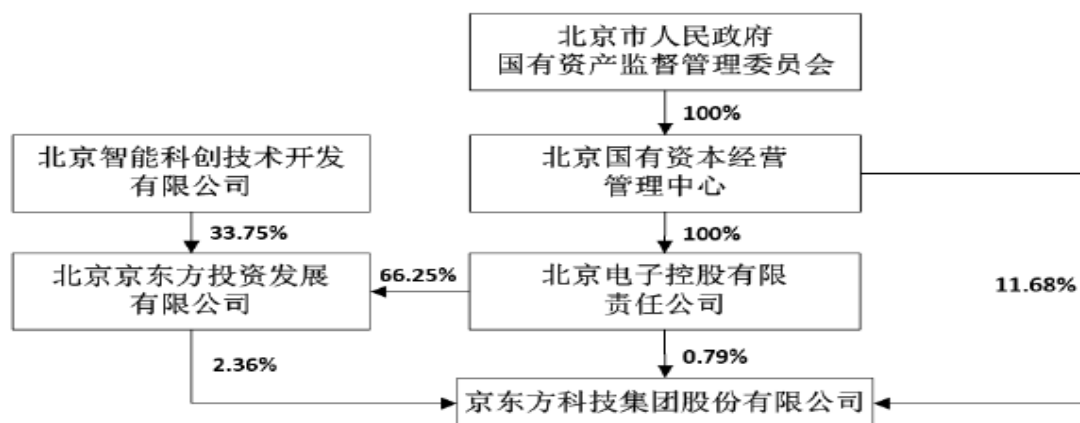 北京市人民政府
国有资产监督管理委员会
100%
北京智能科创技术开发
有限公司
北京国有资本经营
管理中心
33.75%
100%
北京京东方投资发展
有限公司
66.25%
北京电子控股有限
责任公司
11.68%
2.36%
0.79%
京东方科技集团股份有限公司